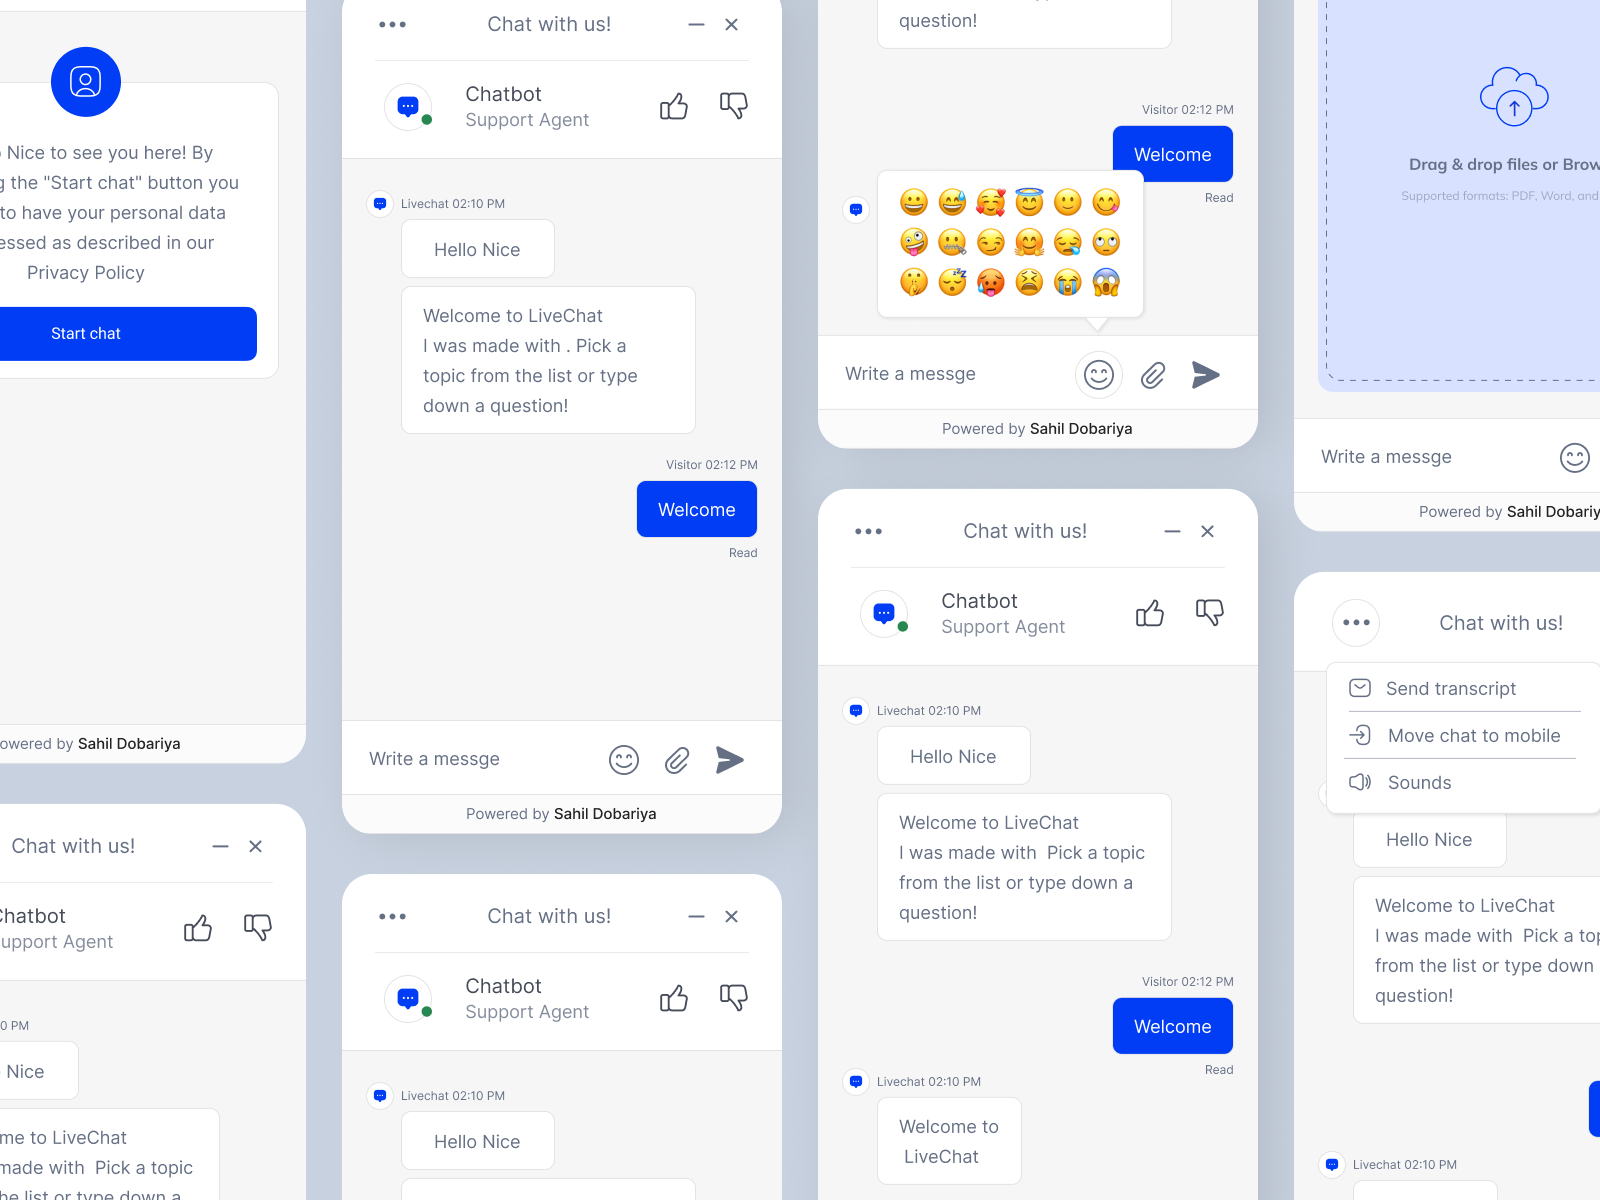 Nice to see you here! By
the "Start chat" button you
to have your personal data
as described in our
Privacy Policy
Start chat
by Sahil Dobariya
Chat with us!
Chatbot
Support Agent
PM
Nice
to LiveChat
made with Pick a topic
list or type down a
Chat with us!
Chatbot
Support Agent
Livechat 02:10 PM
Hello Nice
Welcome to LiveChat
I was made with . Pick a
topic from the list or type
down a question!
Visitor 02:12 PM
Welcome
Read
Write a messge
Powered by Sahil Dobariya
Chat with us!
Chatbot
Support Agent
Livechat 02:10 PM
Hello Nice
question!
Visitor 02:12 PM
Welcome
Read
Write a messge
Powered by Sahil Dobariya
Chat with us!
Chatbot
Support Agent
Livechat 02:10 PM
Hello Nice
Welcome to LiveChat
I was made with Pick a topic
from the list or type down a
question!
Visitor 02:12 PM
Welcome
Read
Livechat 02:10 PM
Welcome to
LiveChat
Drag & drop files or
Supported formats: PDF, Word, and
Write a messge
Powered by Sahil
Chat with us!
Send transcript
Move chat to mobile
Sounds
Hello Nice
Welcome to LiveChat
I was made with Pick a
from the list or type down
question!
Livechat 02:10 PM